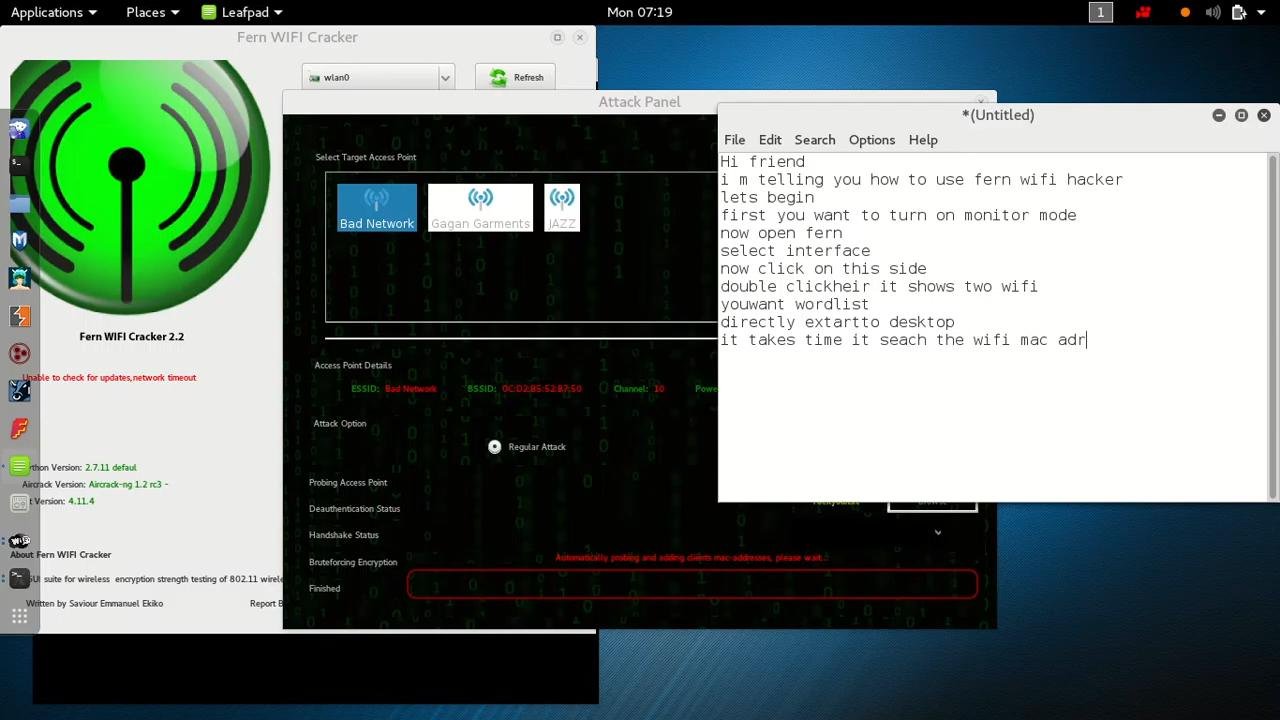 Applications
Places
Leafpad
Mon 07:19
1
Fern WIFI Cracker
wlan0
Refresh
Attack Panel
Select Target Access Point
Bad Network
Gagan Garments
JAZZ
*(Untitled)
File Edit Search Options Help
Hi friend
i m telling you how to use fern wifi hacker
lets begin
first you want to turn on monitor mode
now open fern
select interface
now click on this side
double clickheir it shows two wifi
youwant wordlist
directly extartto desktop
it takes time it seach the wifi mac adr
Fern WIFI Cracker 2.2
Unable to check for updates,network timeout
ython Version: 2.7.11 defaul
Aircrack Version: Aircrack-ng 1.2 rc3 -
t Version: 4.11.4
About Fern WIFI Cracker
GUI suite for wireless encryption strength testing of 802.11 wirele
Written by Saviour Emmanuel Ekiko
Report B
Access Point Details
ESSID: Bad Network
BSSID: 0C:D2:B5:52:B7:50
Channel: 10
Powe
Attack Option
Regular Attack
Probing Access Point
Deauthentication Status
Handshake Status
Bruteforcing Encryption
Finished
Automatically probing and adding clients mac-addresses, please wait...